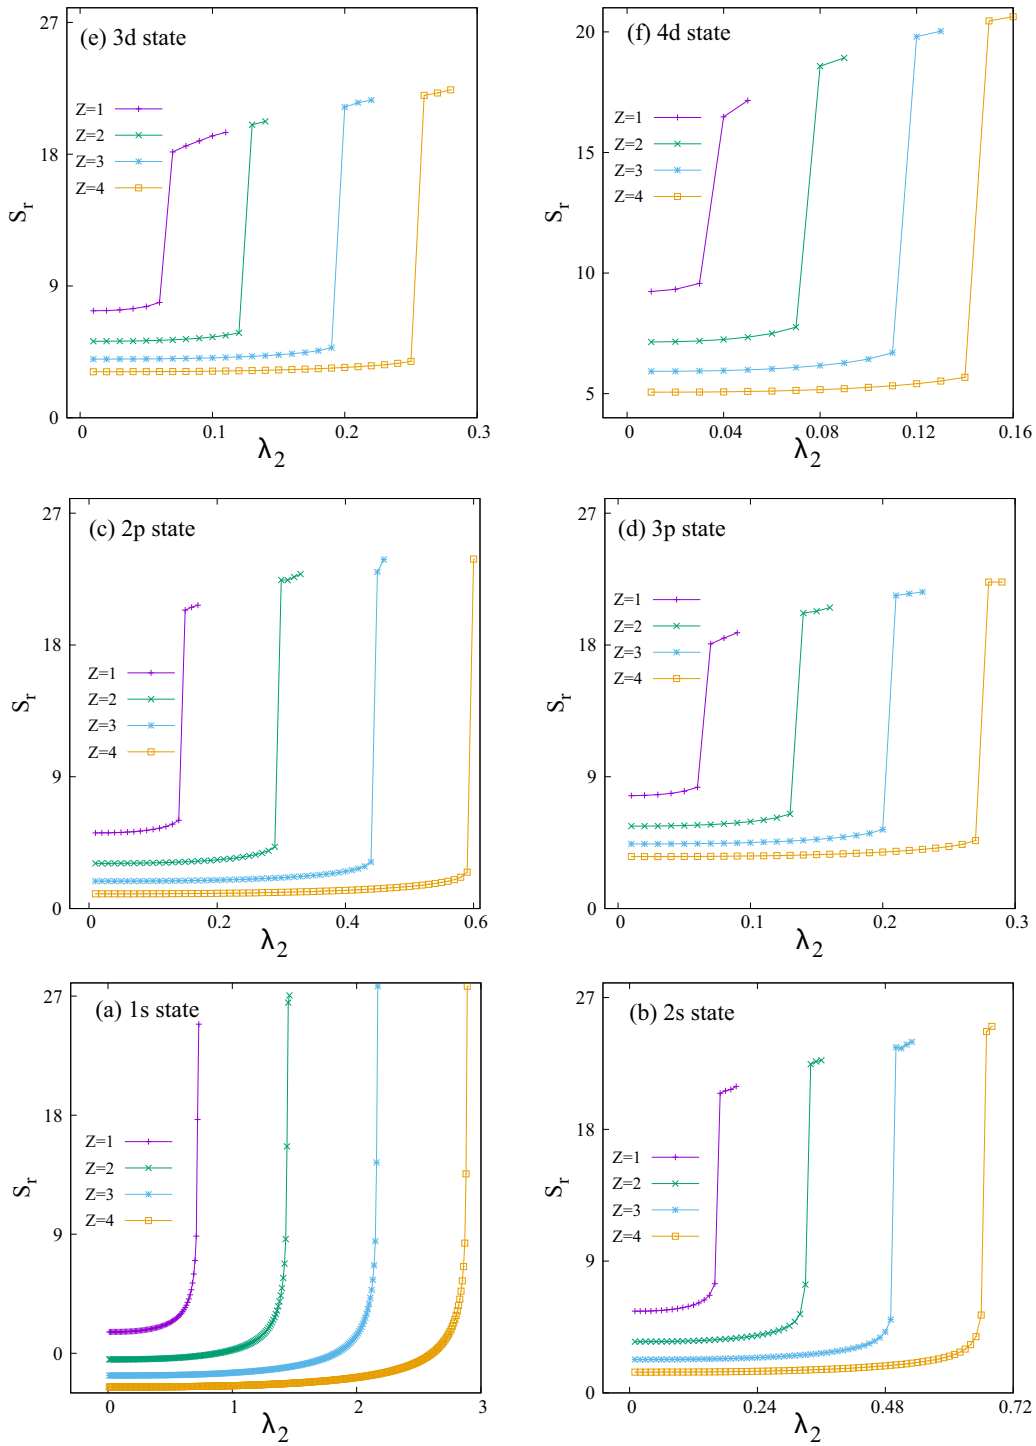 (e) 3d state
27
18
9
0
S_r
Z=1
Z=2
Z=3
Z=4
0 0.1 0.2 0.3
λ_2
(f) 4d state
20
15
10
5
S_r
Z=1
Z=2
Z=3
Z=4
0 0.04 0.08 0.12 0.16
λ_2
(c) 2p state
27
18
9
0
S_r
Z=1
Z=2
Z=3
Z=4
0 0.2 0.4 0.6
λ_2
(d) 3p state
27
18
9
0
S_r
Z=1
Z=2
Z=3
Z=4
0 0.1 0.2 0.3
λ_2
(a) 1s state
27
18
9
0
S_r
Z=1
Z=2
Z=3
Z=4
0 1 2 3
λ_2
(b) 2s state
27
18
9
0
S_r
Z=1
Z=2
Z=3
Z=4
0 0.24 0.48 0.72
λ_2